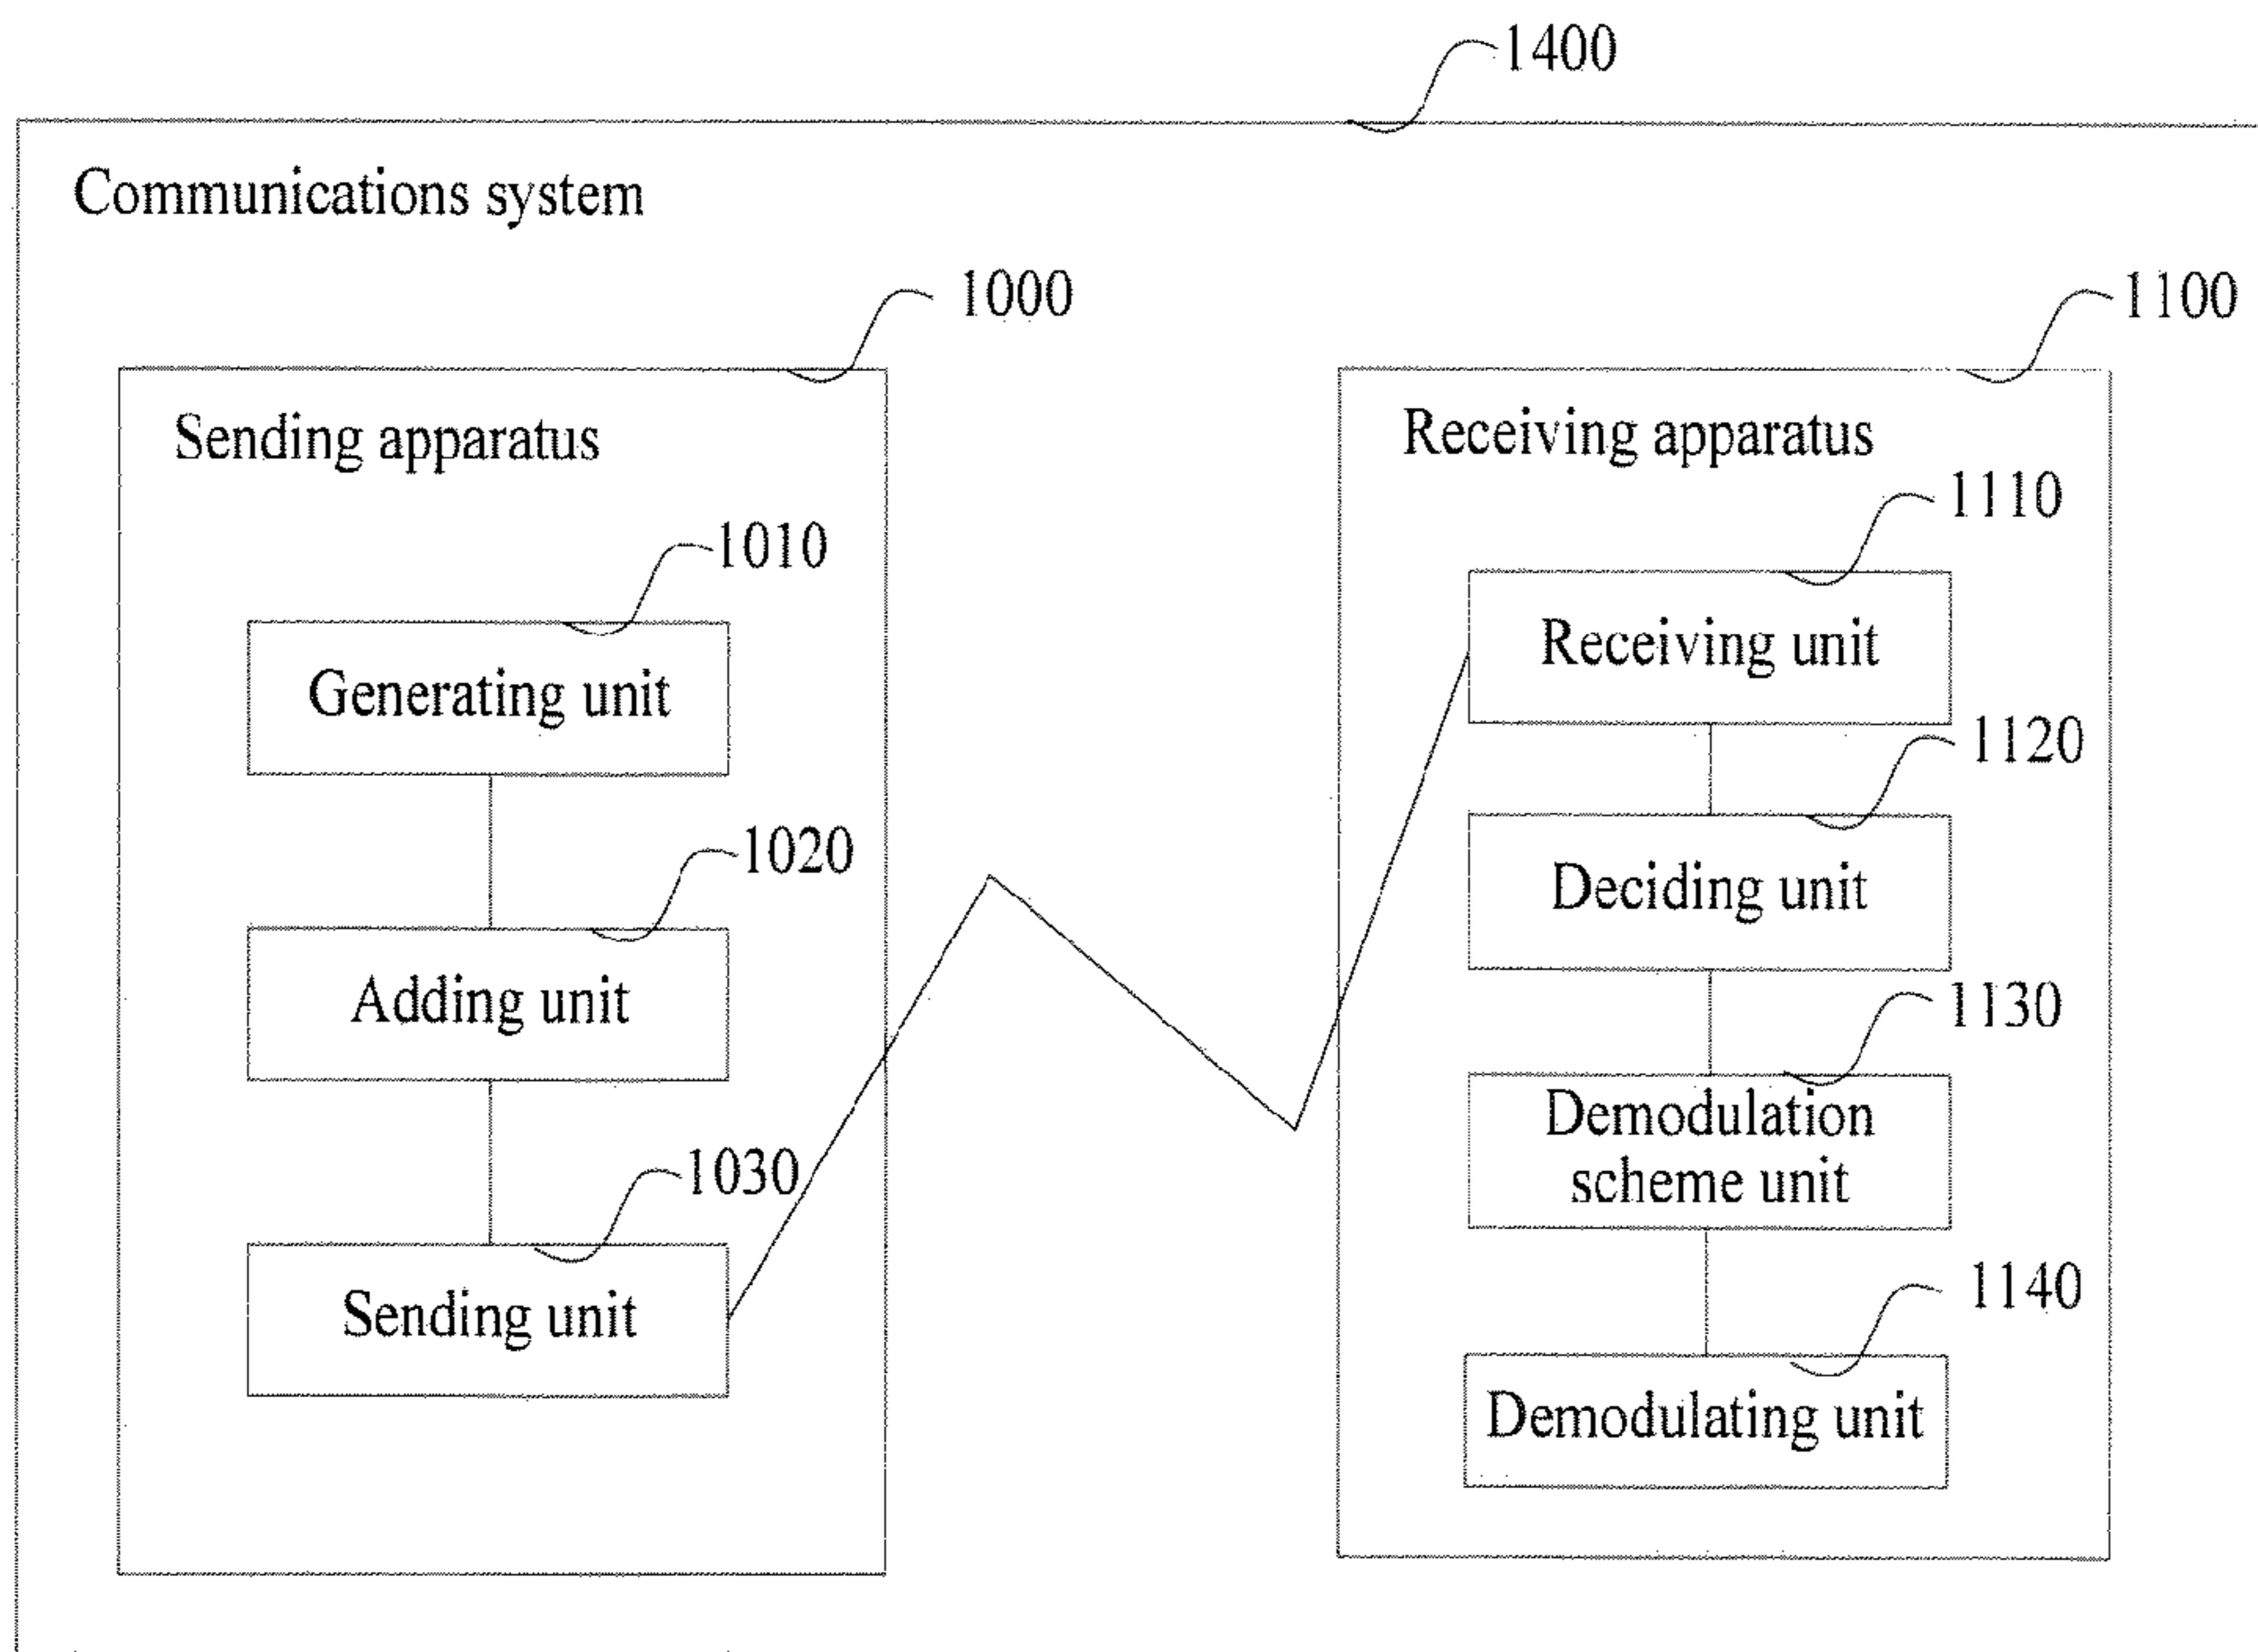 1400
Communications system
1000
1100
Sending apparatus
Receiving apparatus
1010
1110
Generating unit
Receiving unit
1020
1120
Adding unit
Deciding unit
1030
1130
Sending unit
Demodulation
scheme unit
1140
Demodulating unit